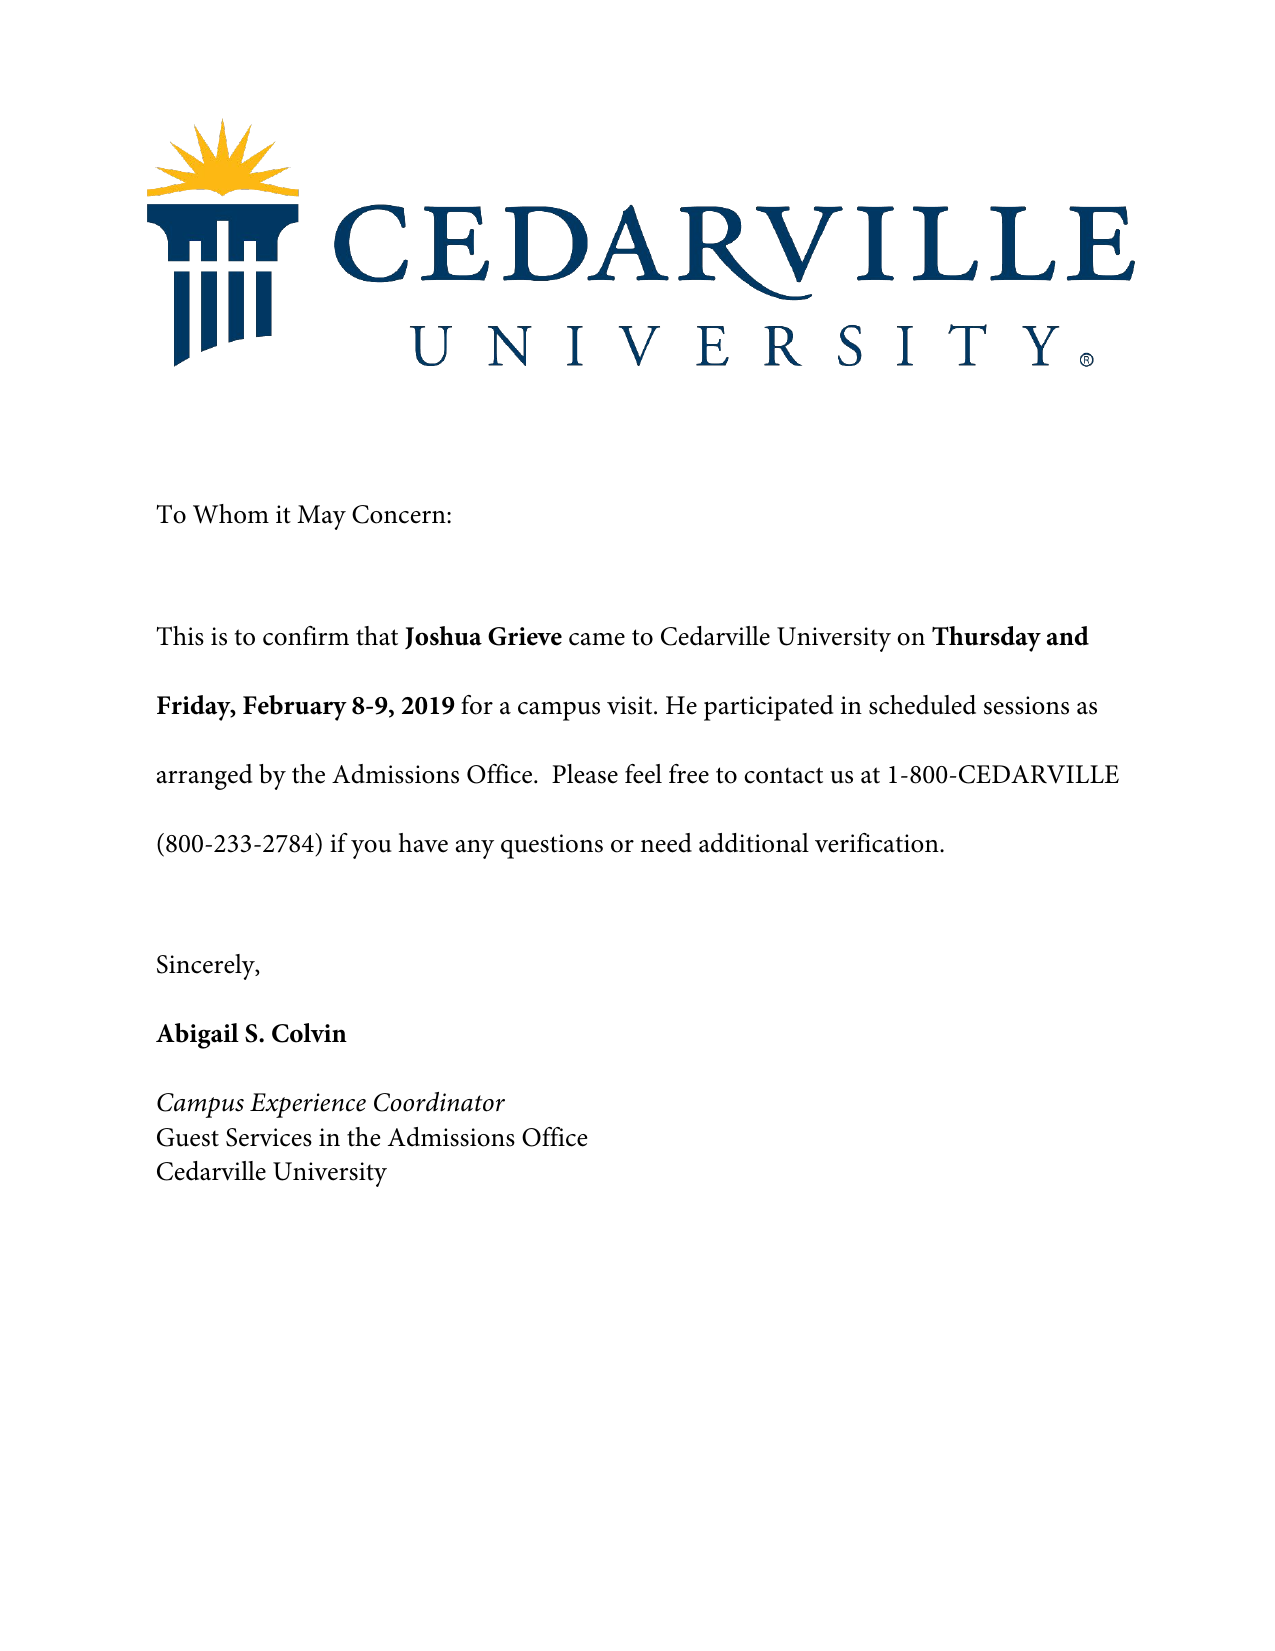 CEDARVILLE
UNIVERSITY®
To Whom it May Concern:
This is to confirm that Joshua Grieve came to Cedarville University on Thursday and
Friday, February 8-9, 2019 for a campus visit. He participated in scheduled sessions as
arranged by the Admissions Office.  Please feel free to contact us at 1-800-CEDARVILLE
(800-233-2784) if you have any questions or need additional verification.
Sincerely,
Abigail S. Colvin
Campus Experience Coordinator
Guest Services in the Admissions Office
Cedarville University